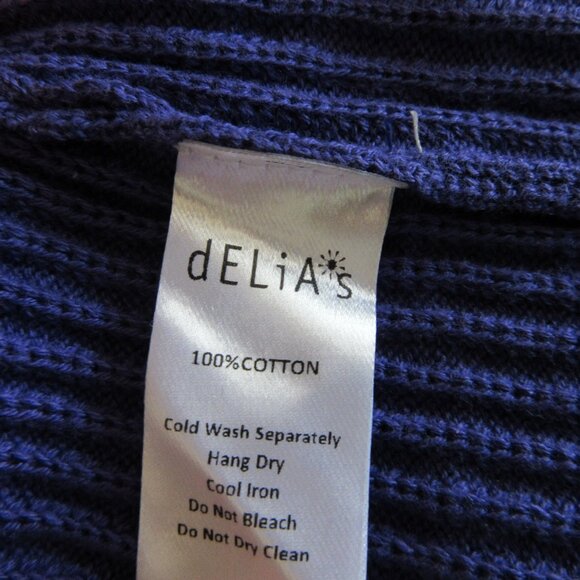 dELiA*s
100%COTTON
Cold Wash Separately
Hang Dry
Cool Iron
Do Not Bleach
Do Not Dry Clean